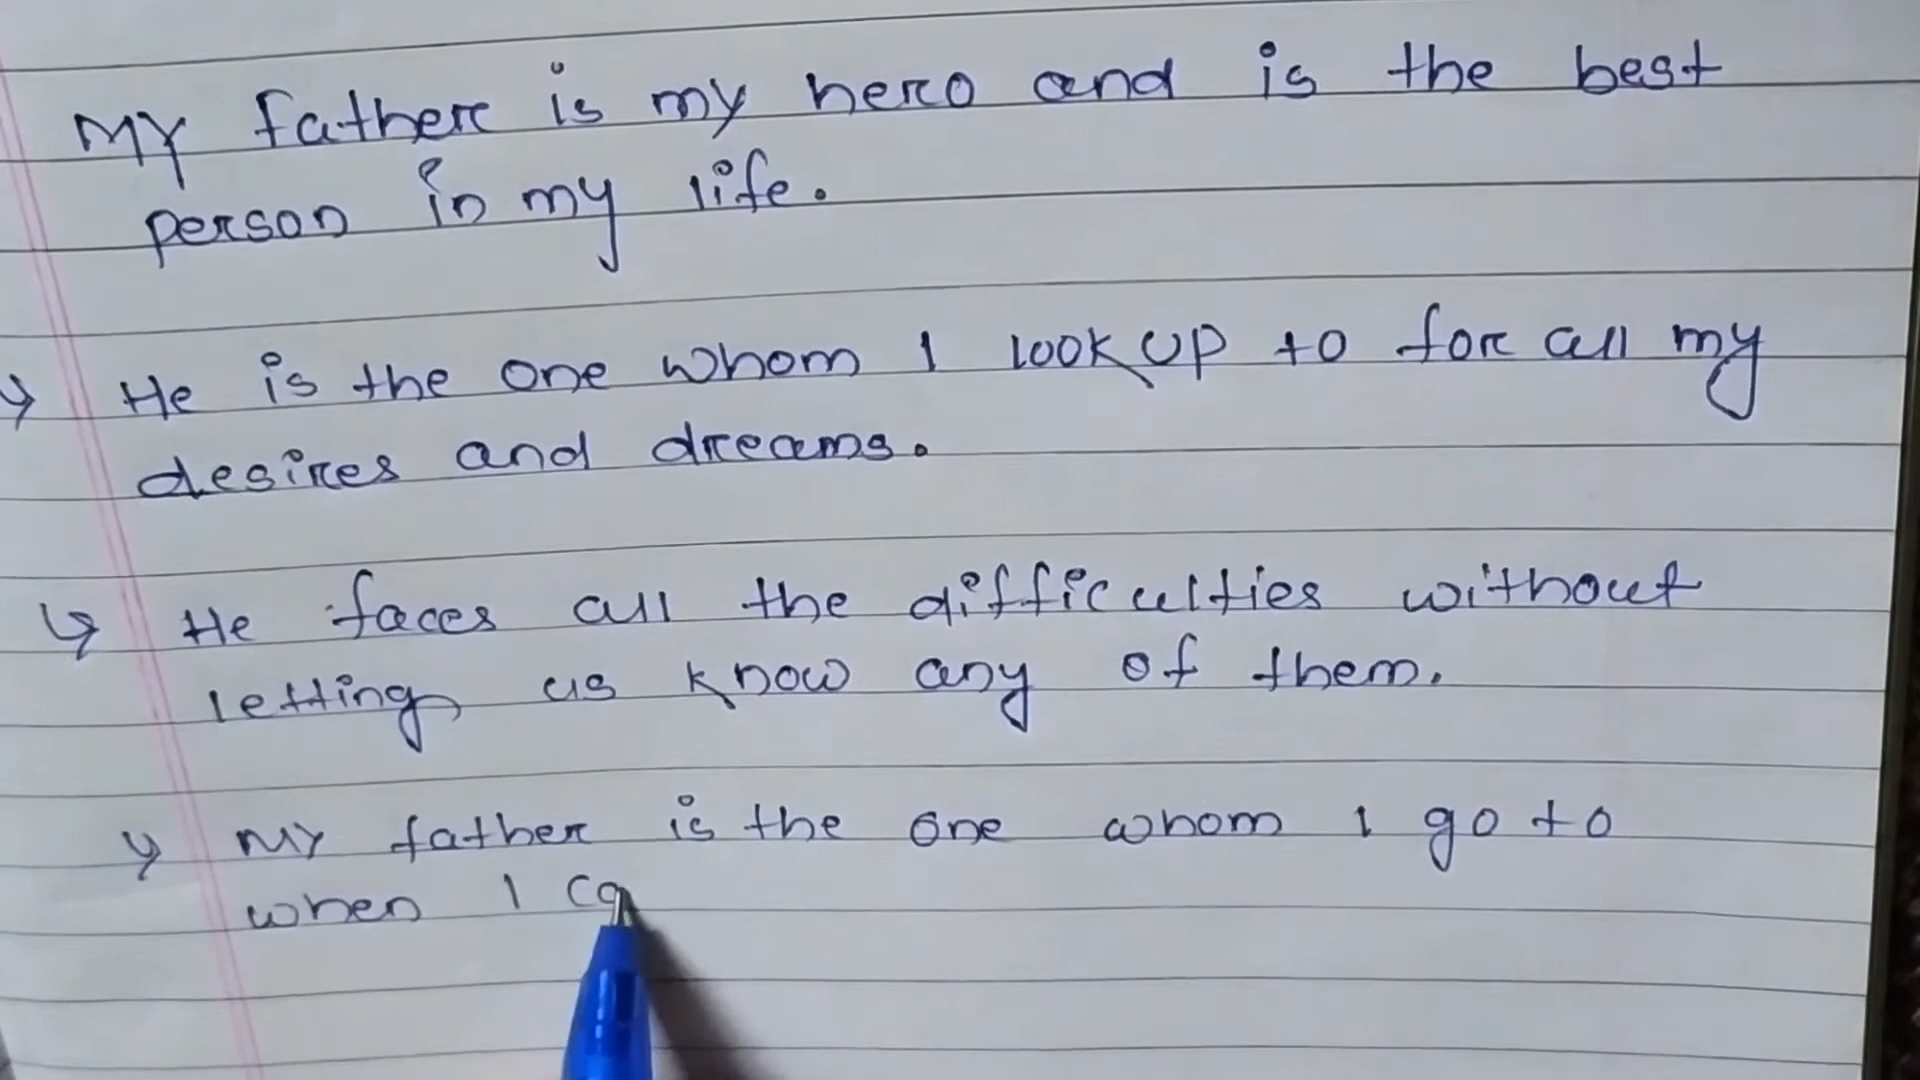 My father is my hero and is the best
person in my life.
He is the one whom I look up to for all my
desires and dreams.
He faces all the difficulties without
letting us know any of them.
My father is the one whom I go to
when I